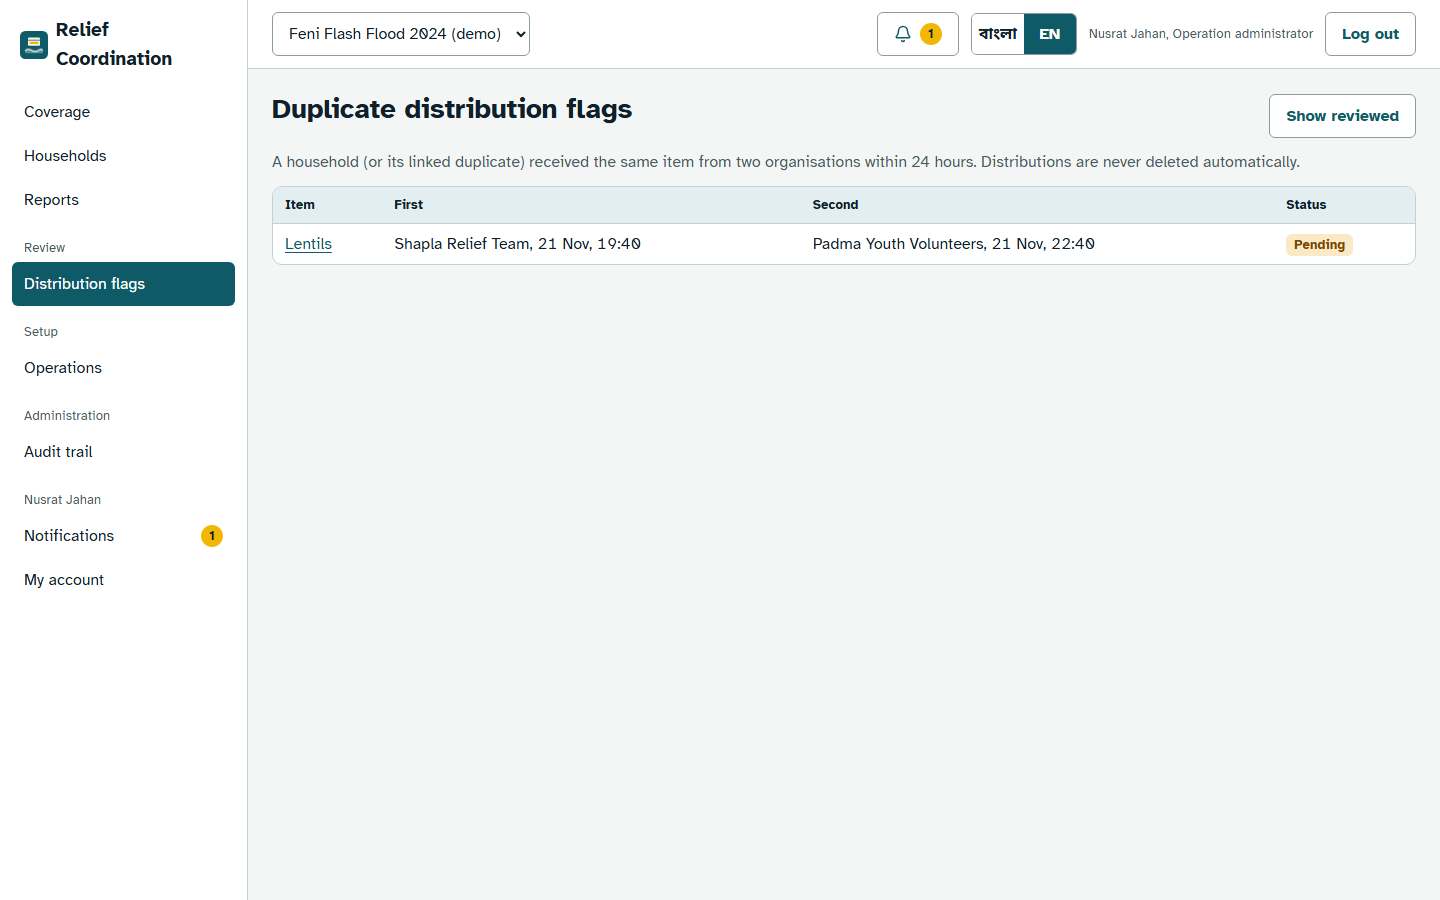 Relief
Coordination
Coverage
Households
Reports
Review
Distribution flags
Setup
Operations
Administration
Audit trail
Nusrat Jahan
Notifications 1
My account
Feni Flash Flood 2024 (demo) 1 বাংলা EN Nusrat Jahan, Operation administrator Log out
Duplicate distribution flags Show reviewed
A household (or its linked duplicate) received the same item from two organisations within 24 hours. Distributions are never deleted automatically.
Item First Second Status
Lentils Shapla Relief Team, 21 Nov, 19:40 Padma Youth Volunteers, 21 Nov, 22:40 Pending